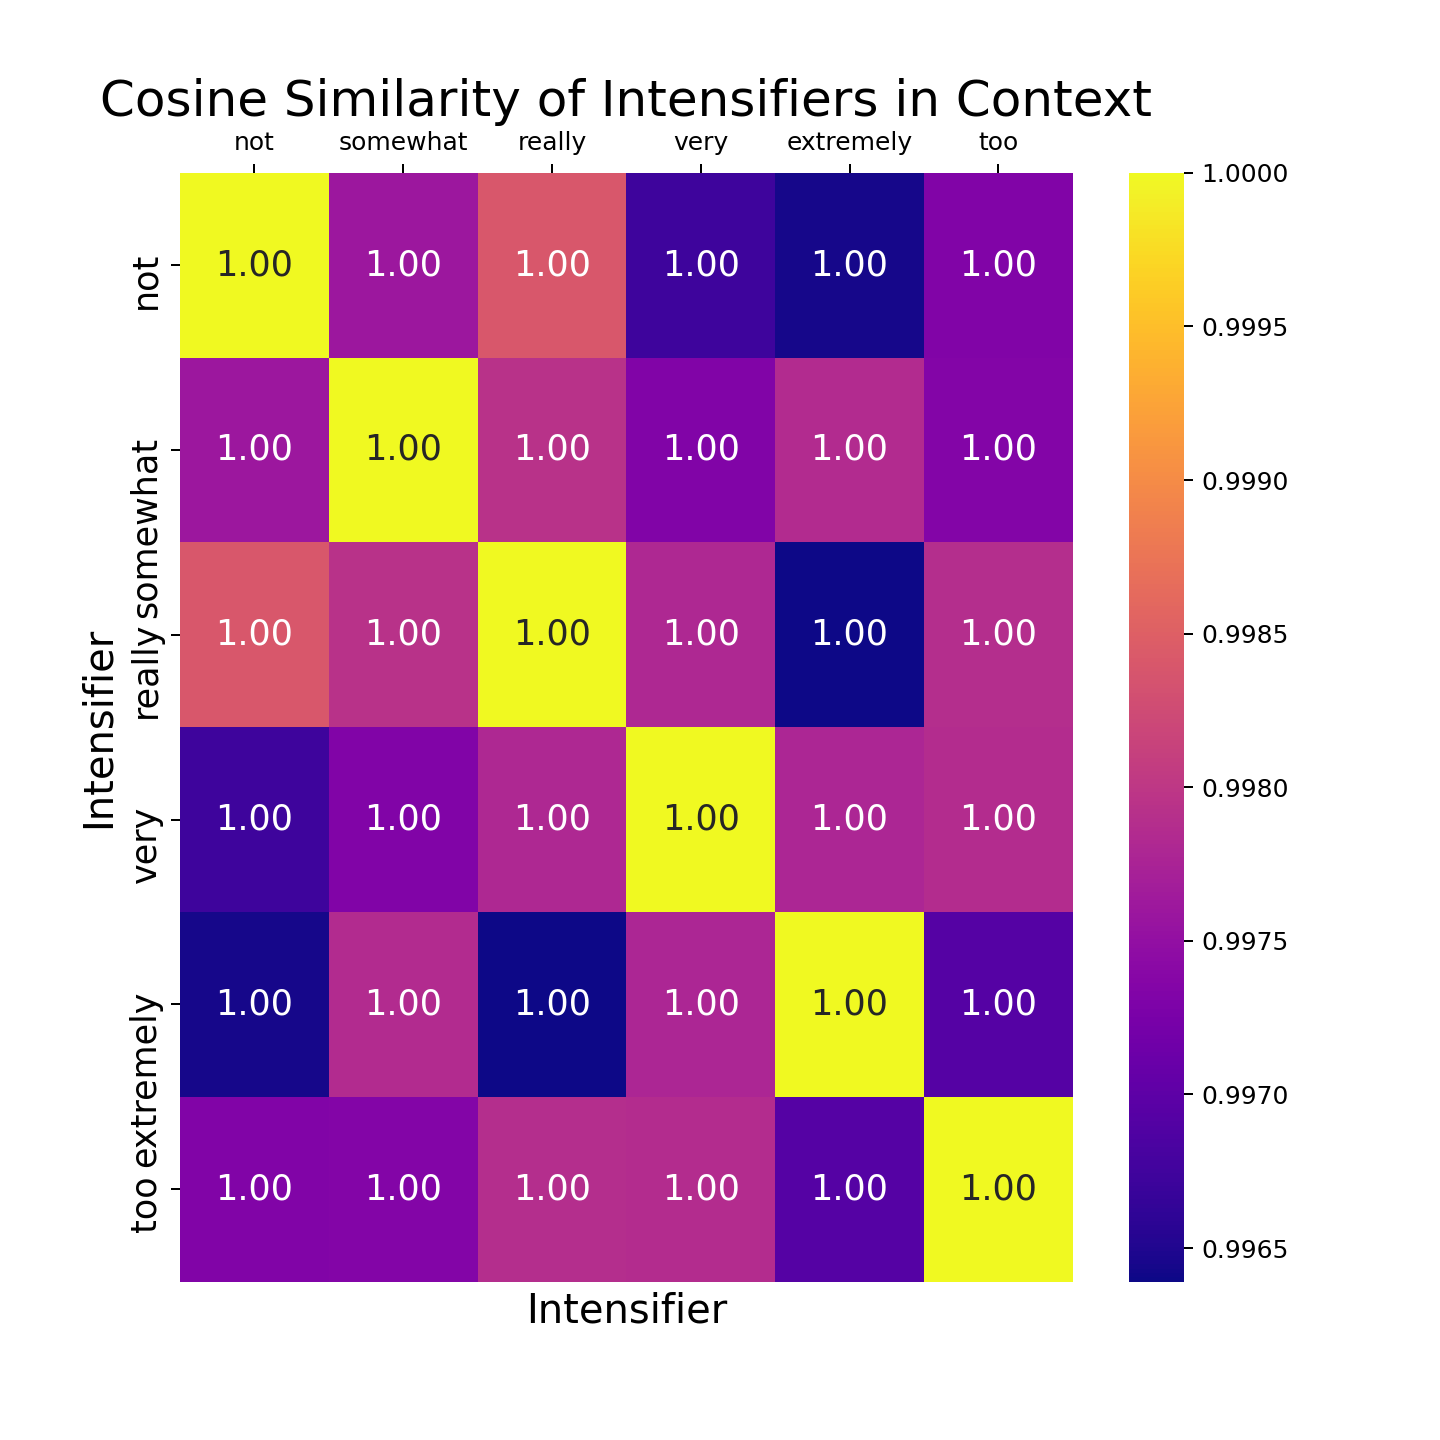 Cosine Similarity of Intensifiers in Context
not somewhat really very extremely too
not 1.00 1.00 1.00 1.00 1.00 1.00
somewhat 1.00 1.00 1.00 1.00 1.00 1.00
really 1.00 1.00 1.00 1.00 1.00 1.00
very 1.00 1.00 1.00 1.00 1.00 1.00
extremely 1.00 1.00 1.00 1.00 1.00 1.00
too 1.00 1.00 1.00 1.00 1.00 1.00
Intensifier
Intensifier
1.0000
0.9995
0.9990
0.9985
0.9980
0.9975
0.9970
0.9965